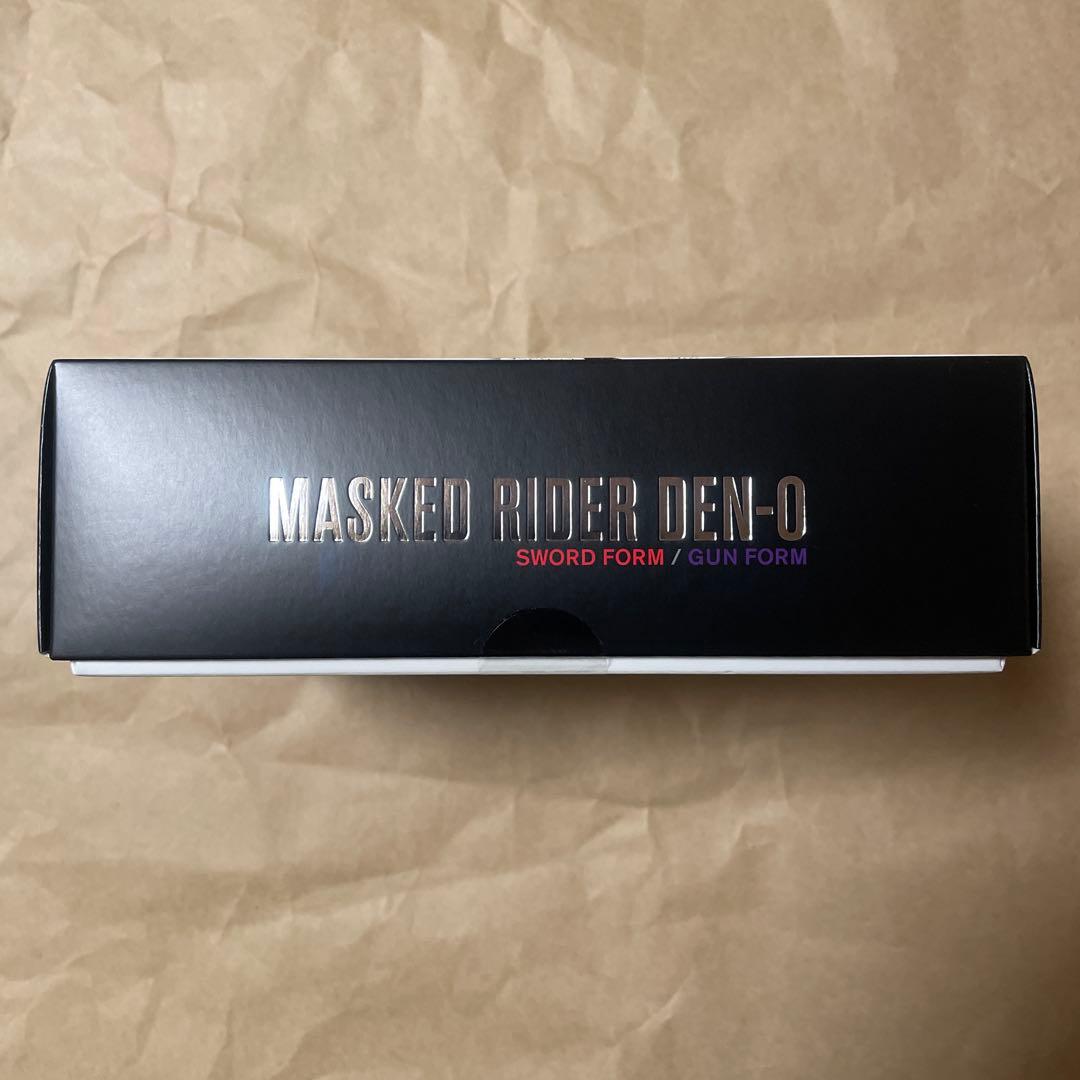 MASKED RIDER DEN-O
SWORD FORM / GUN FORM